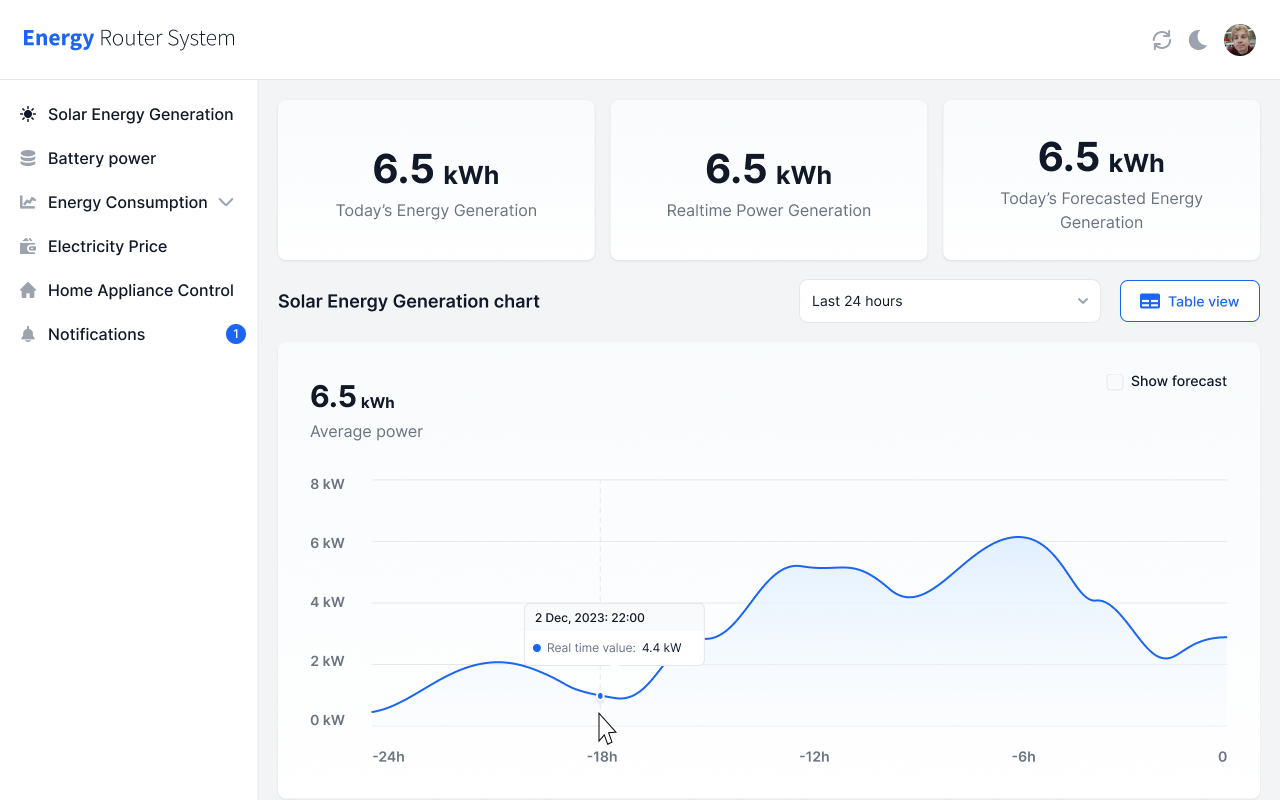 Energy Router System
Solar Energy Generation
Battery power
Energy Consumption
Electricity Price
Home Appliance Control
Notifications 1
6.5 kWh
Today’s Energy Generation
6.5 kWh
Realtime Power Generation
6.5 kWh
Today’s Forecasted Energy
Generation
Solar Energy Generation chart
Last 24 hours
Table view
6.5 kWh
Average power
Show forecast
8 kW
6 kW
4 kW
2 kW
0 kW
2 Dec, 2023: 22:00
Real time value: 4.4 kW
-24h
-18h
-12h
-6h
0